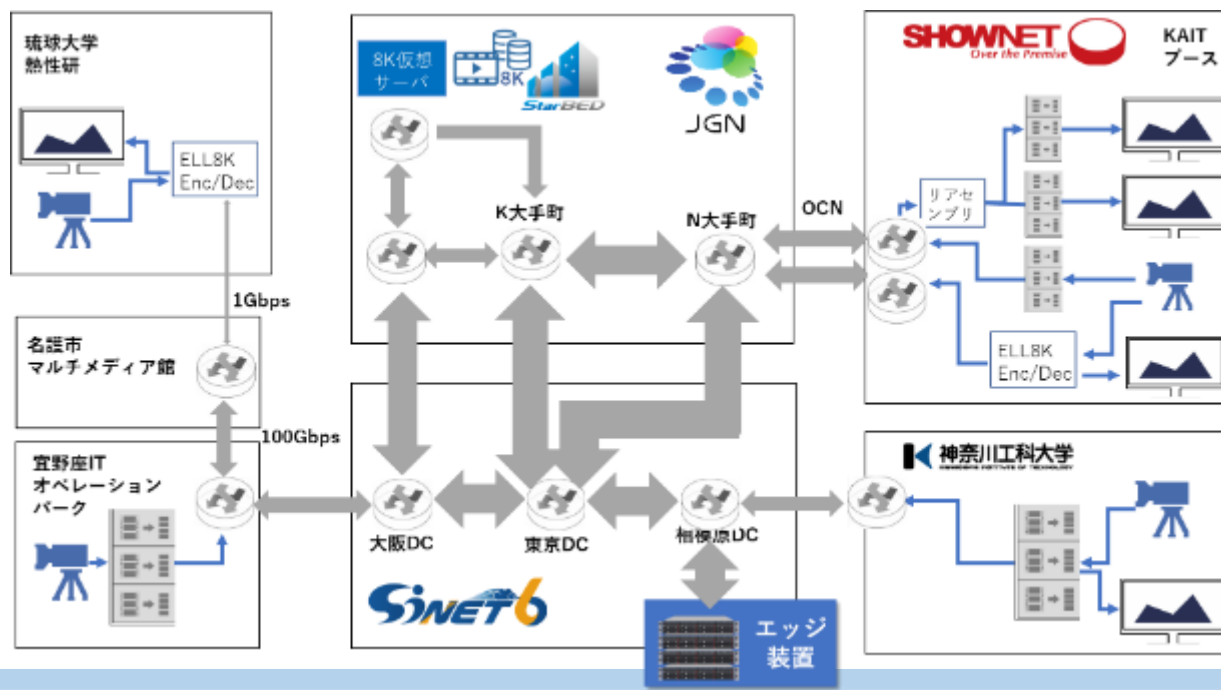 琉球大学
熱性研
ELL8K
Enc/Dec
1Gbps
名護市
マルチメディア館
100Gbps
宜野座IT
オペレーション
パーク
8K仮想
サーバ
8K
StarBED
JGN
K大手町
N大手町
OCN
大阪DC
東京DC
相模原DC
SINET6
エッジ
装置
SHOWNET
Over the Premise
KAIT
ブース
リアセ
ンブリ
ELL8K
Enc/Dec
神奈川工科大学
KANAGAWA INSTITUTE OF TECHNOLOGY